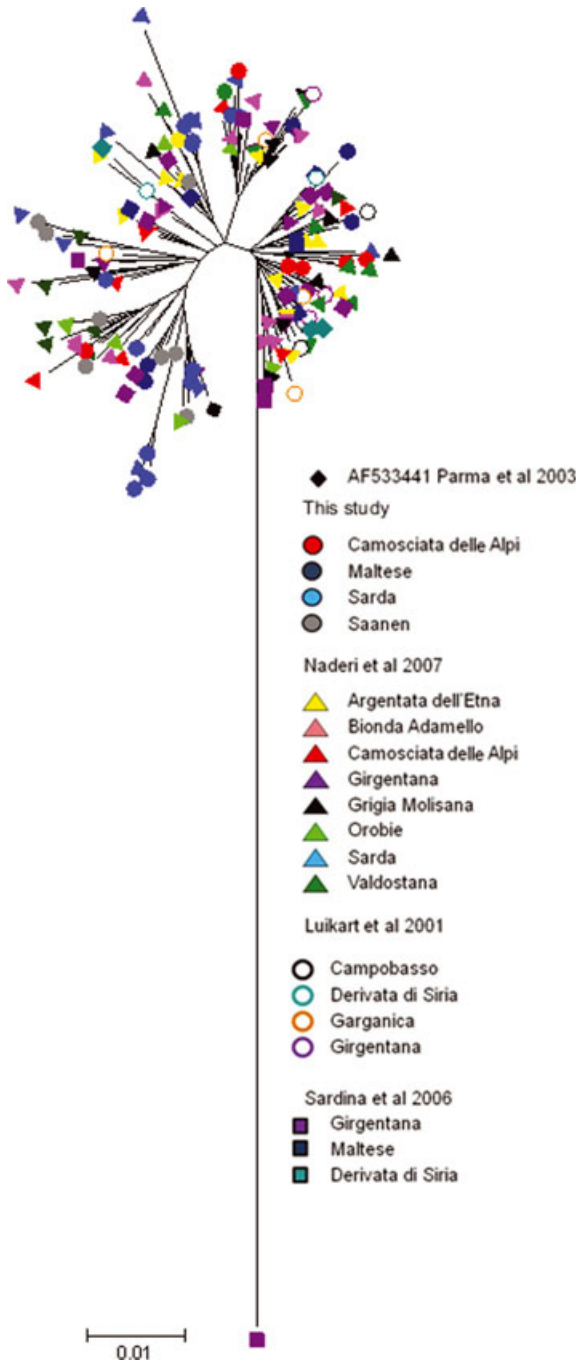 AF533441 Parma et al 2003
This study
Camosciata delle Alpi
Maltese
Sarda
Saanen
Naderi et al 2007
Argentata dell'Etna
Bionda Adamello
Camosciata delle Alpi
Girgentana
Grigia Molisana
Orobie
Sarda
Valdostana
Luikart et al 2001
Campobasso
Derivata di Siria
Garganica
Girgentana
Sardina et al 2006
Girgentana
Maltese
Derivata di Siria
0.01